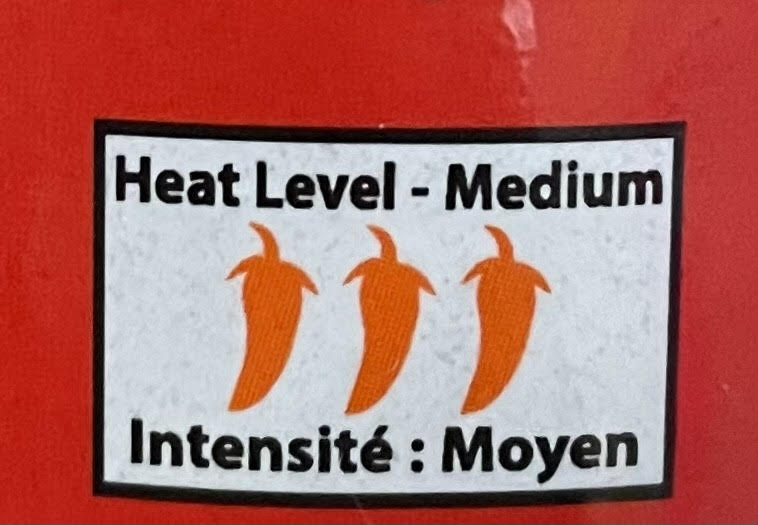 Heat Level - Medium
Intensité : Moyen